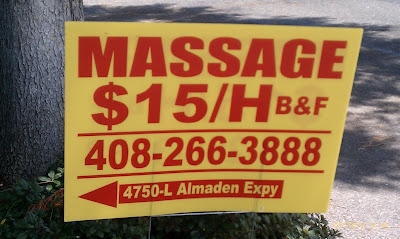 MASSAGE
$15/H B&F
408-266-3888
4750-L Almaden Expy